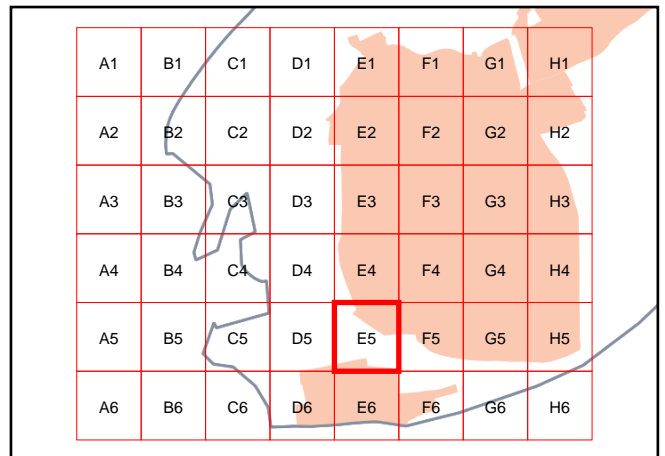 A1 B1 C1 D1 E1 F1 G1 H1
A2 B2 C2 D2 E2 F2 G2 H2
A3 B3 C3 D3 E3 F3 G3 H3
A4 B4 C4 D4 E4 F4 G4 H4
A5 B5 C5 D5 E5 F5 G5 H5
A6 B6 C6 D6 E6 F6 G6 H6